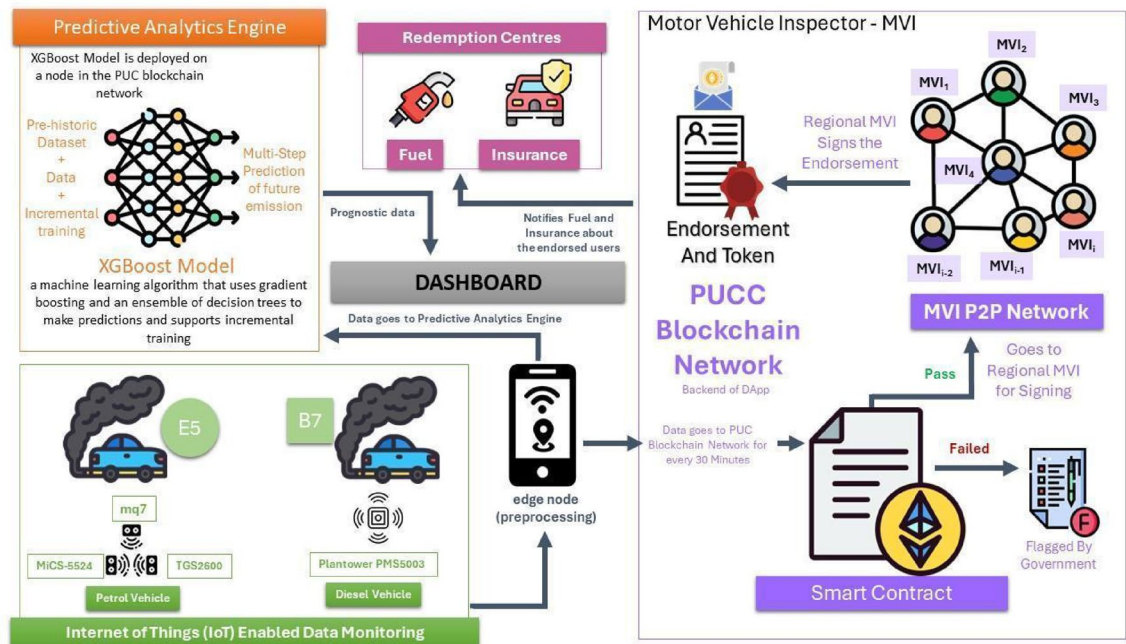 Predictive Analytics Engine
XGBoost Model is deployed on
a node in the PUC blockchain
network
Pre-historic
Dataset
+
Data
+
Incremental
training
Multi-Step
Prediction
of future
emission
XGBoost Model
a machine learning algorithm that uses gradient
boosting and an ensemble of decision trees to
make predictions and supports incremental
training
Redemption Centres
Fuel
Insurance
Prognostic data
Notifies Fuel and
Insurance about
the endorsed users
DASHBOARD
Data goes to Predictive Analytics Engine
E5
B7
mq7
MiCS-5524
TGS2600
Petrol Vehicle
Plantower PMS5003
Diesel Vehicle
Internet of Things (IoT) Enabled Data Monitoring
edge node
(preprocessing)
Motor Vehicle Inspector - MVI
MVI1
MVI2
MVI3
MVI4
MVIi
MVIi-1
MVIi-2
Regional MVI
Signs the
Endorsement
Endorsement
And Token
MVI P2P Network
PUCC
Blockchain
Network
Backend of DApp
Pass
Goes to
Regional MVI
for Signing
Data goes to PUC
Blockchain Network for
every 30 Minutes
Failed
F
Flagged By
Government
Smart Contract